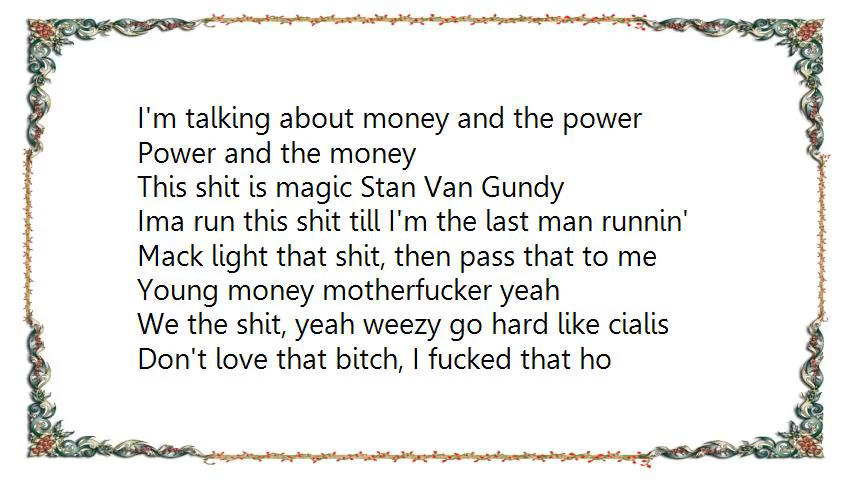 I'm talking about money and the power
Power and the money
This shit is magic Stan Van Gundy
Ima run this shit till I'm the last man runnin'
Mack light that shit, then pass that to me
Young money motherfucker yeah
We the shit, yeah weezy go hard like cialis
Don't love that bitch, I fucked that ho